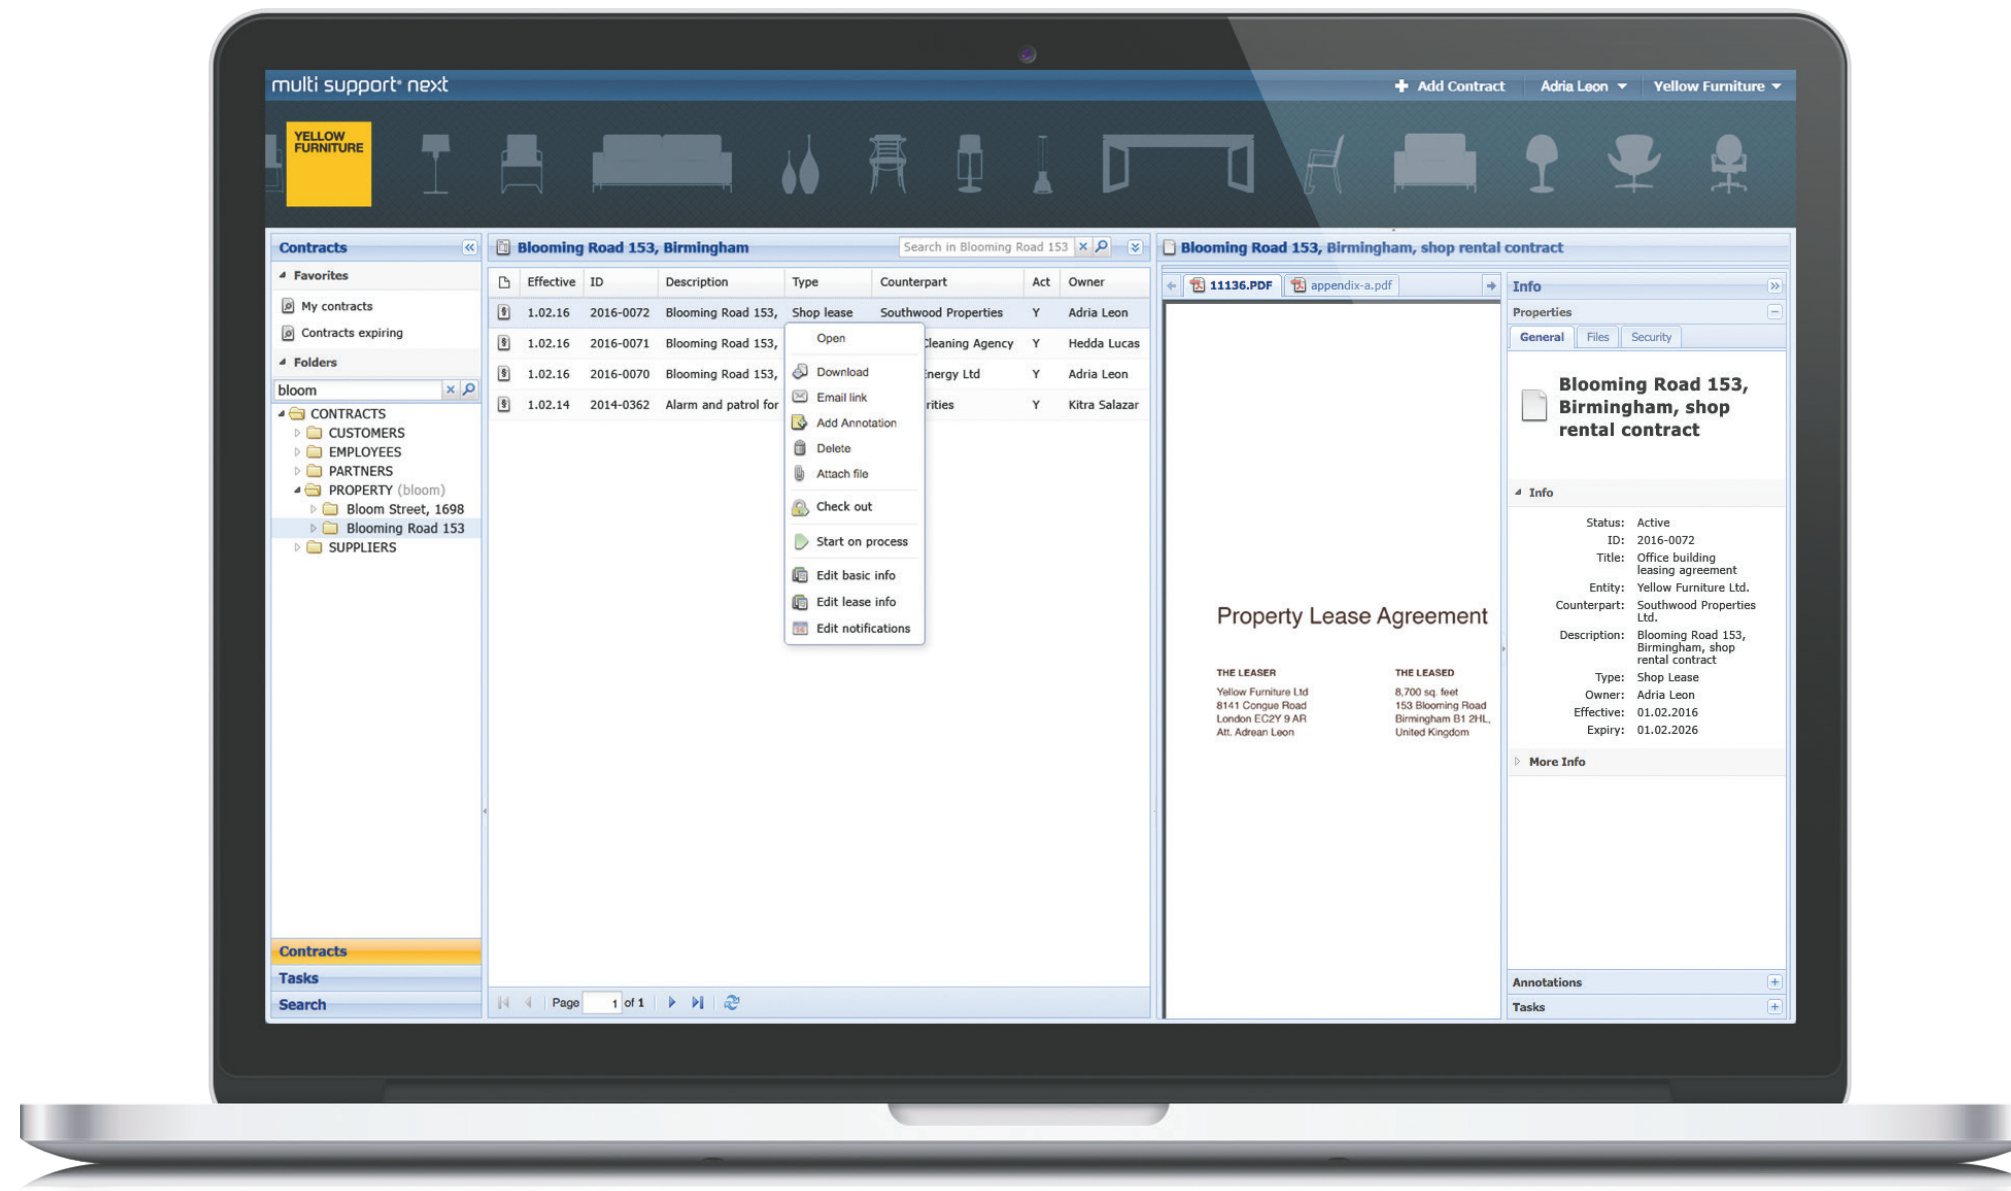 multi support® next
Add Contract Adria Leon Yellow Furniture
YELLOW
FURNITURE
Contracts
Favorites
My contracts
Contracts expiring
Folders
bloom
CONTRACTS
CUSTOMERS
EMPLOYEES
PARTNERS
PROPERTY (bloom)
Bloom Street, 1698
Blooming Road 153
SUPPLIERS
Contracts
Tasks
Search
Blooming Road 153, Birmingham Search in Blooming Road 153
Effective ID Description Type Counterpart Act Owner
1.02.16 2016-0072 Blooming Road 153, Shop lease Southwood Properties Y Adria Leon
1.02.16 2016-0071 Blooming Road 153, Cleaning Agency Y Hedda Lucas
1.02.16 2016-0070 Blooming Road 153, Energy Ltd Y Adria Leon
1.02.14 2014-0362 Alarm and patrol for rities Y Kitra Salazar
Open
Download
Email link
Add Annotation
Delete
Attach file
Check out
Start on process
Edit basic info
Edit lease info
Edit notifications
Page 1 of 1
Blooming Road 153, Birmingham, shop rental contract
11136.PDF appendix-a.pdf
Property Lease Agreement
THE LEASER
Yellow Furniture Ltd
8141 Congue Road
London EC2Y 9 AR
Att. Adrean Leon
THE LEASED
8,700 sq. feet
153 Blooming Road
Birmingham B1 2HL,
United Kingdom
Info
Properties
General Files Security
Blooming Road 153,
Birmingham, shop
rental contract
Info
Status: Active
ID: 2016-0072
Title: Office building
leasing agreement
Entity: Yellow Furniture Ltd.
Counterpart: Southwood Properties
Ltd.
Description: Blooming Road 153,
Birmingham, shop
rental contract
Type: Shop Lease
Owner: Adria Leon
Effective: 01.02.2016
Expiry: 01.02.2026
More Info
Annotations
Tasks